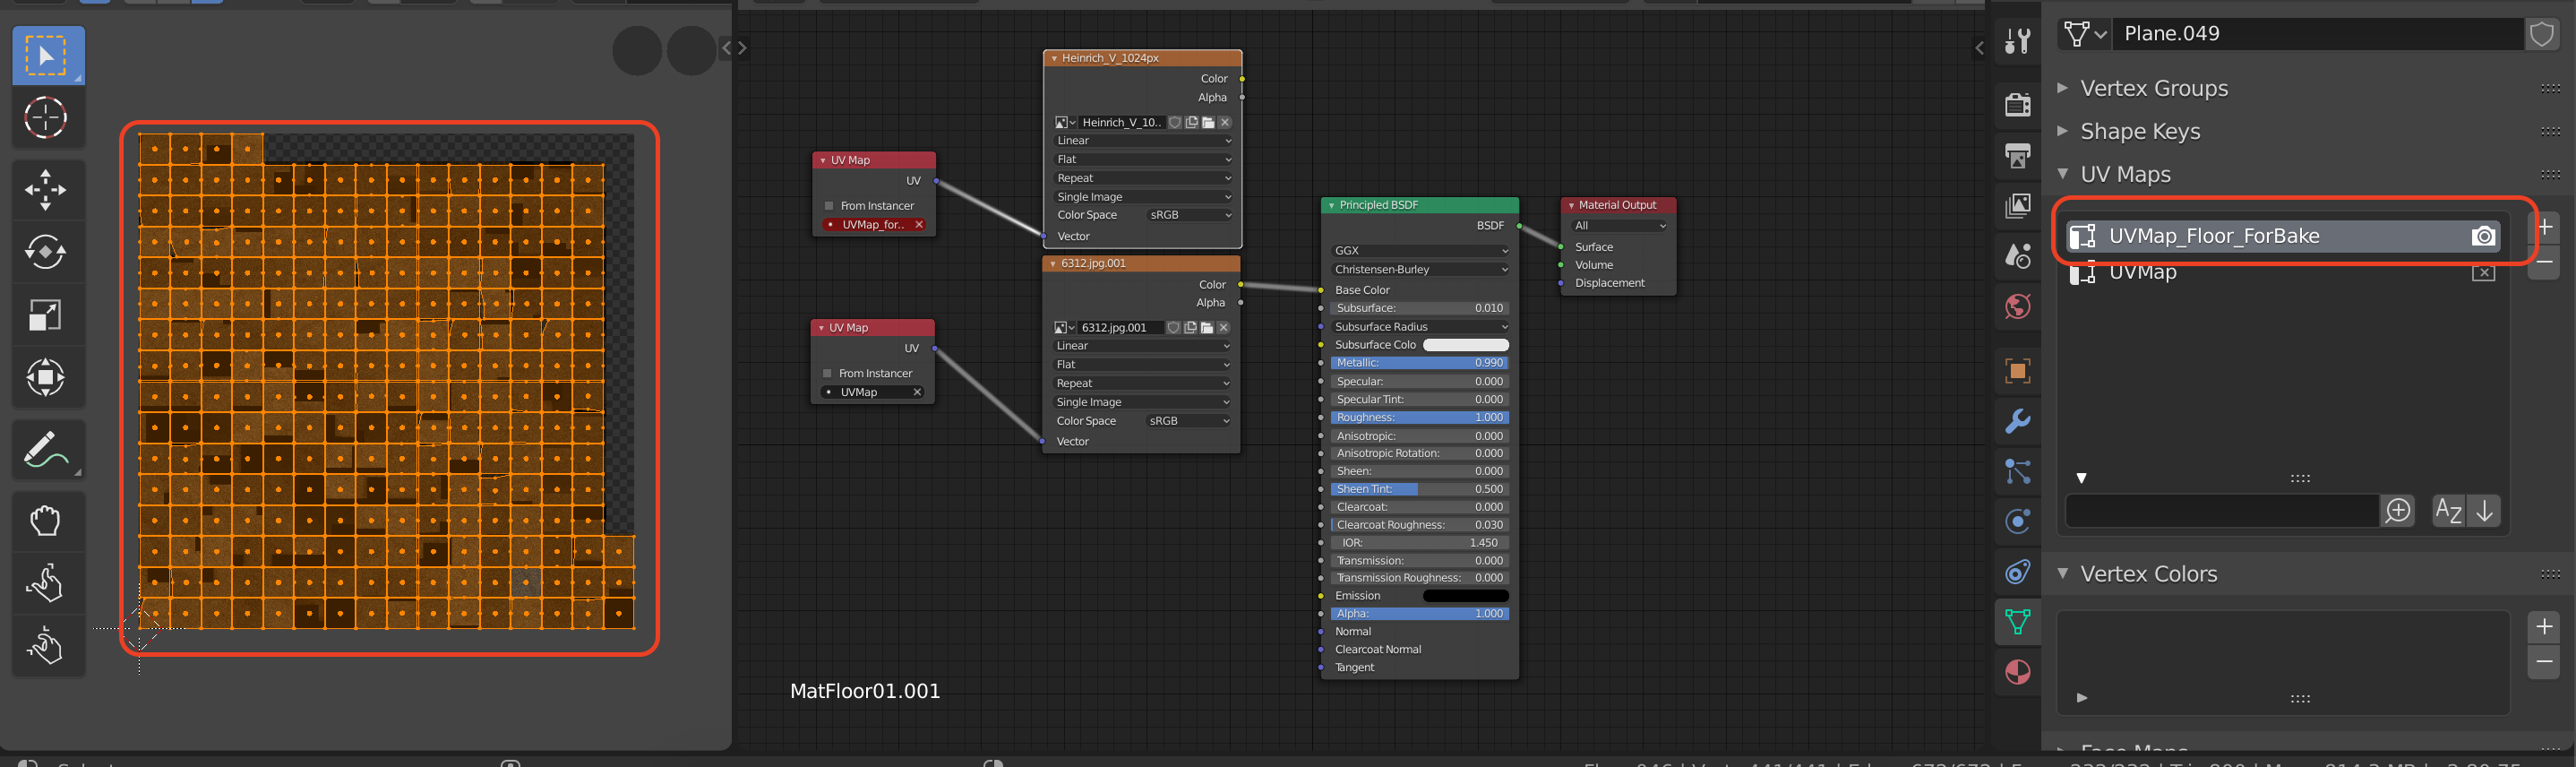 Heinrich_V_1024px
Color
Alpha
Heinrich_V_10..
Linear
Flat
Repeat
Single Image
Color Space sRGB
Vector
UV Map
UV
From Instancer
UVMap_for..
6312.jpg.001
Color
Alpha
6312.jpg.001
Linear
Flat
Repeat
Single Image
Color Space sRGB
Vector
UV Map
UV
From Instancer
UVMap
Principled BSDF
BSDF
GGX
Christensen-Burley
Base Color
Subsurface: 0.010
Subsurface Radius
Subsurface Colo
Metallic: 0.990
Specular: 0.000
Specular Tint: 0.000
Roughness: 1.000
Anisotropic: 0.000
Anisotropic Rotation: 0.000
Sheen: 0.000
Sheen Tint: 0.500
Clearcoat: 0.000
Clearcoat Roughness: 0.030
IOR: 1.450
Transmission: 0.000
Transmission Roughness: 0.000
Emission
Alpha: 1.000
Normal
Clearcoat Normal
Tangent
Material Output
All
Surface
Volume
Displacement
MatFloor01.001
Plane.049
Vertex Groups
Shape Keys
UV Maps
UVMap_Floor_ForBake
UVMap
AZ
Vertex Colors